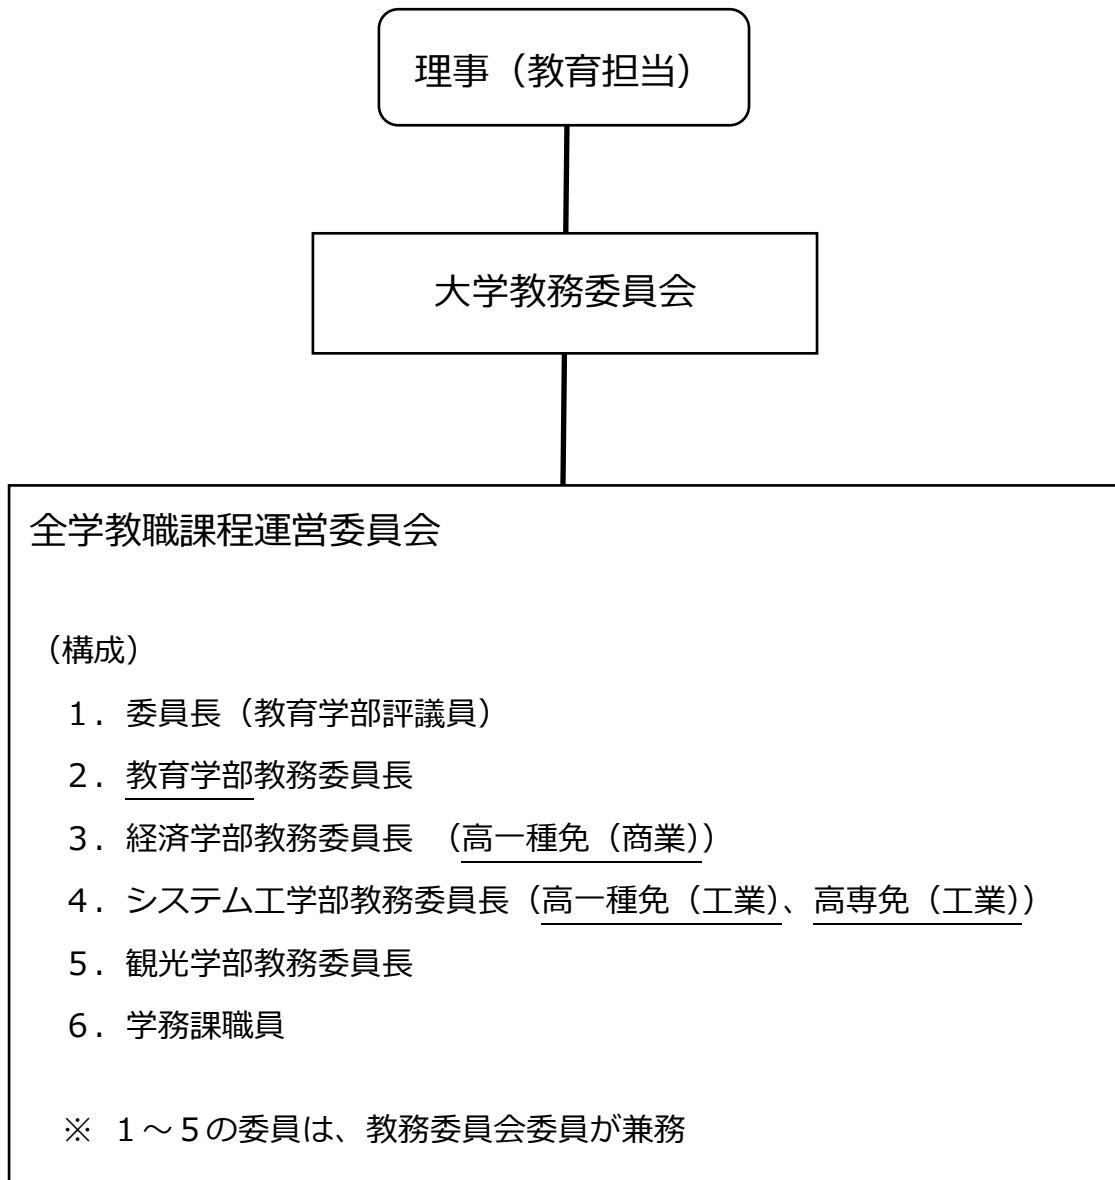 理事（教育担当）
大学教務委員会
全学教職課程運営委員会
（構成）
１．委員長（教育学部評議員）
２．教育学部教務委員長
３．経済学部教務委員長　（高一種免（商業））
４．システム工学部教務委員長（高一種免（工業）、高専免（工業））
５．観光学部教務委員長
６．学務課職員
※　１～５の委員は、教務委員会委員が兼務